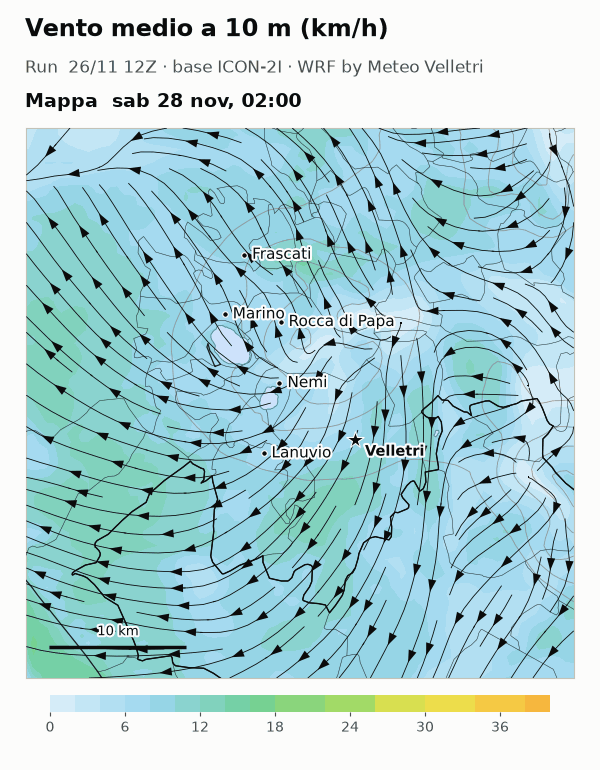 Vento medio a 10 m (km/h)
Run 26/11 12Z · base ICON-2I · WRF by Meteo Velletri
Mappa sab 28 nov, 02:00
Frascati
Marino
Rocca di Papa
Nemi
Velletri
Lanuvio
10 km
0 6 12 18 24 30 36